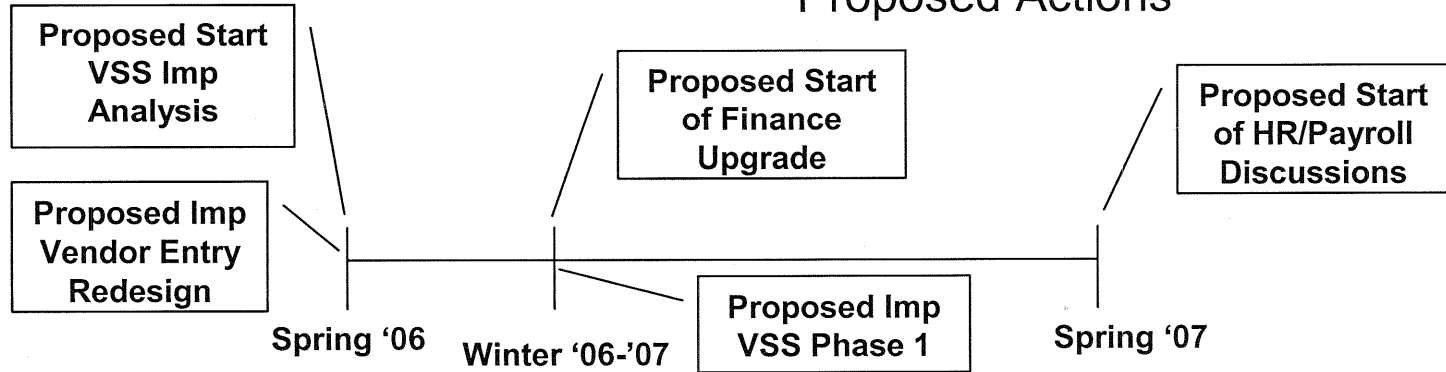 Proposed Actions
Proposed Start
VSS Imp
Analysis
Proposed Imp
Vendor Entry
Redesign
Proposed Start
of Finance
Upgrade
Proposed Imp
VSS Phase 1
Proposed Start
of HR/Payroll
Discussions
Spring ‘06
Winter ‘06-’07
Spring ‘07